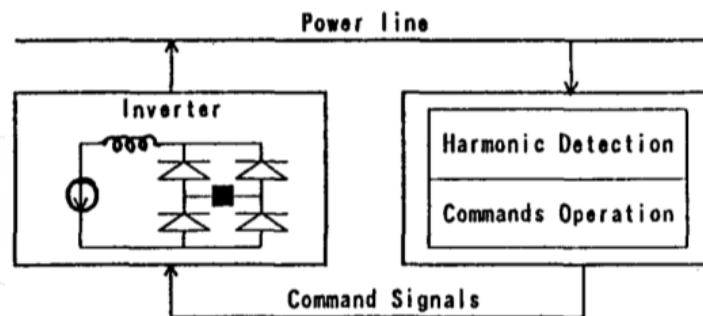 Power line
Inverter
Harmonic Detection
Commands Operation
Command Signals